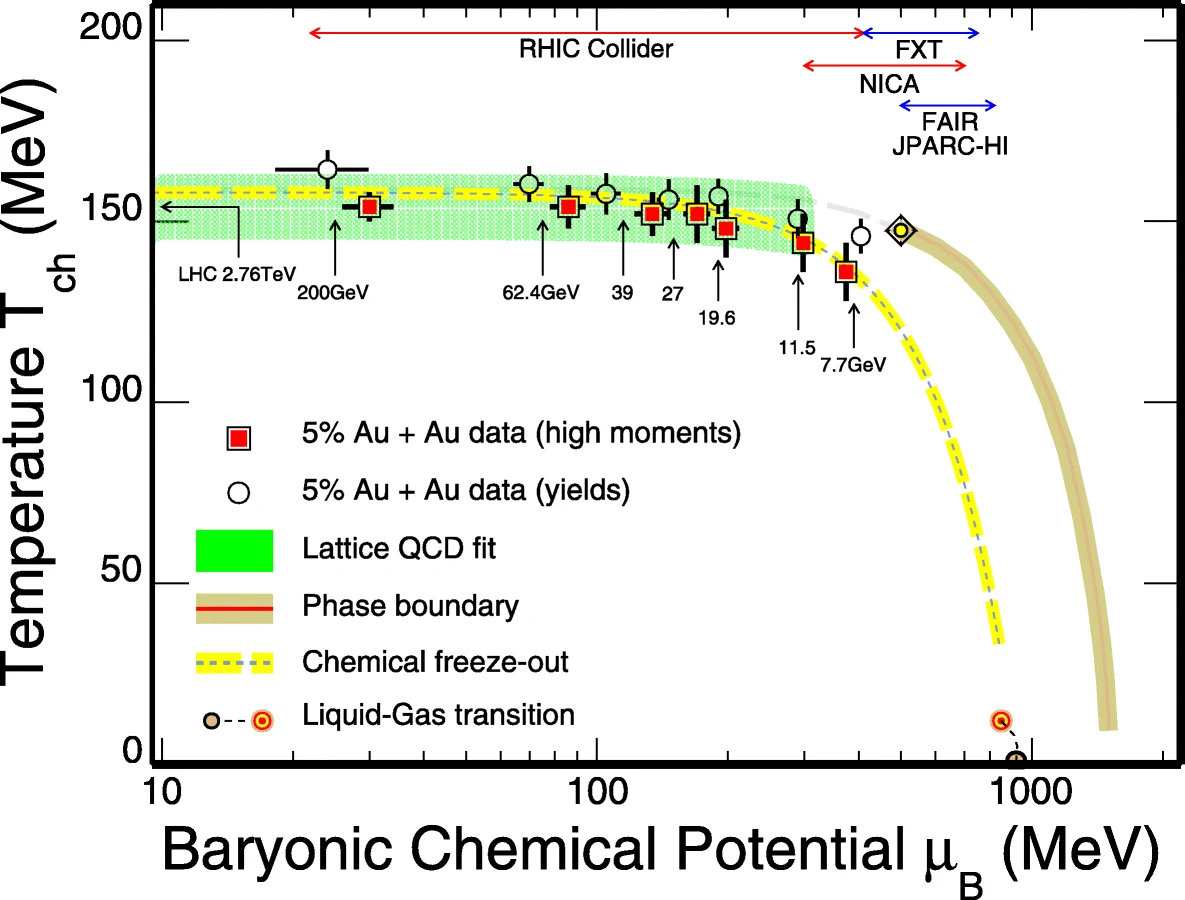 200
RHIC Collider
FXT
NICA
FAIR
JPARC-HI
150
LHC 2.76TeV
200GeV
62.4GeV
39
27
19.6
11.5
7.7GeV
100
5% Au + Au data (high moments)
5% Au + Au data (yields)
Lattice QCD fit
50
Phase boundary
Chemical freeze-out
Liquid-Gas transition
0
10
100
1000
Temperature T ch (MeV)
Baryonic Chemical Potential μB (MeV)